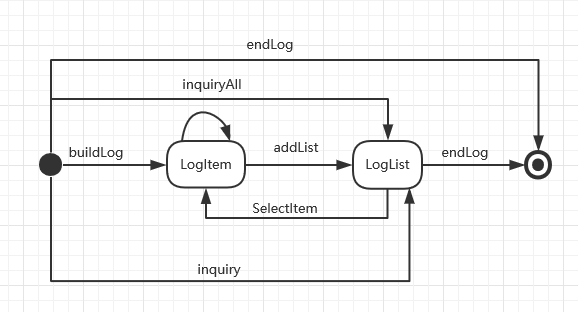 endLog
inquiryAll
buildLog
LogItem
addList
LogList
endLog
SelectItem
inquiry